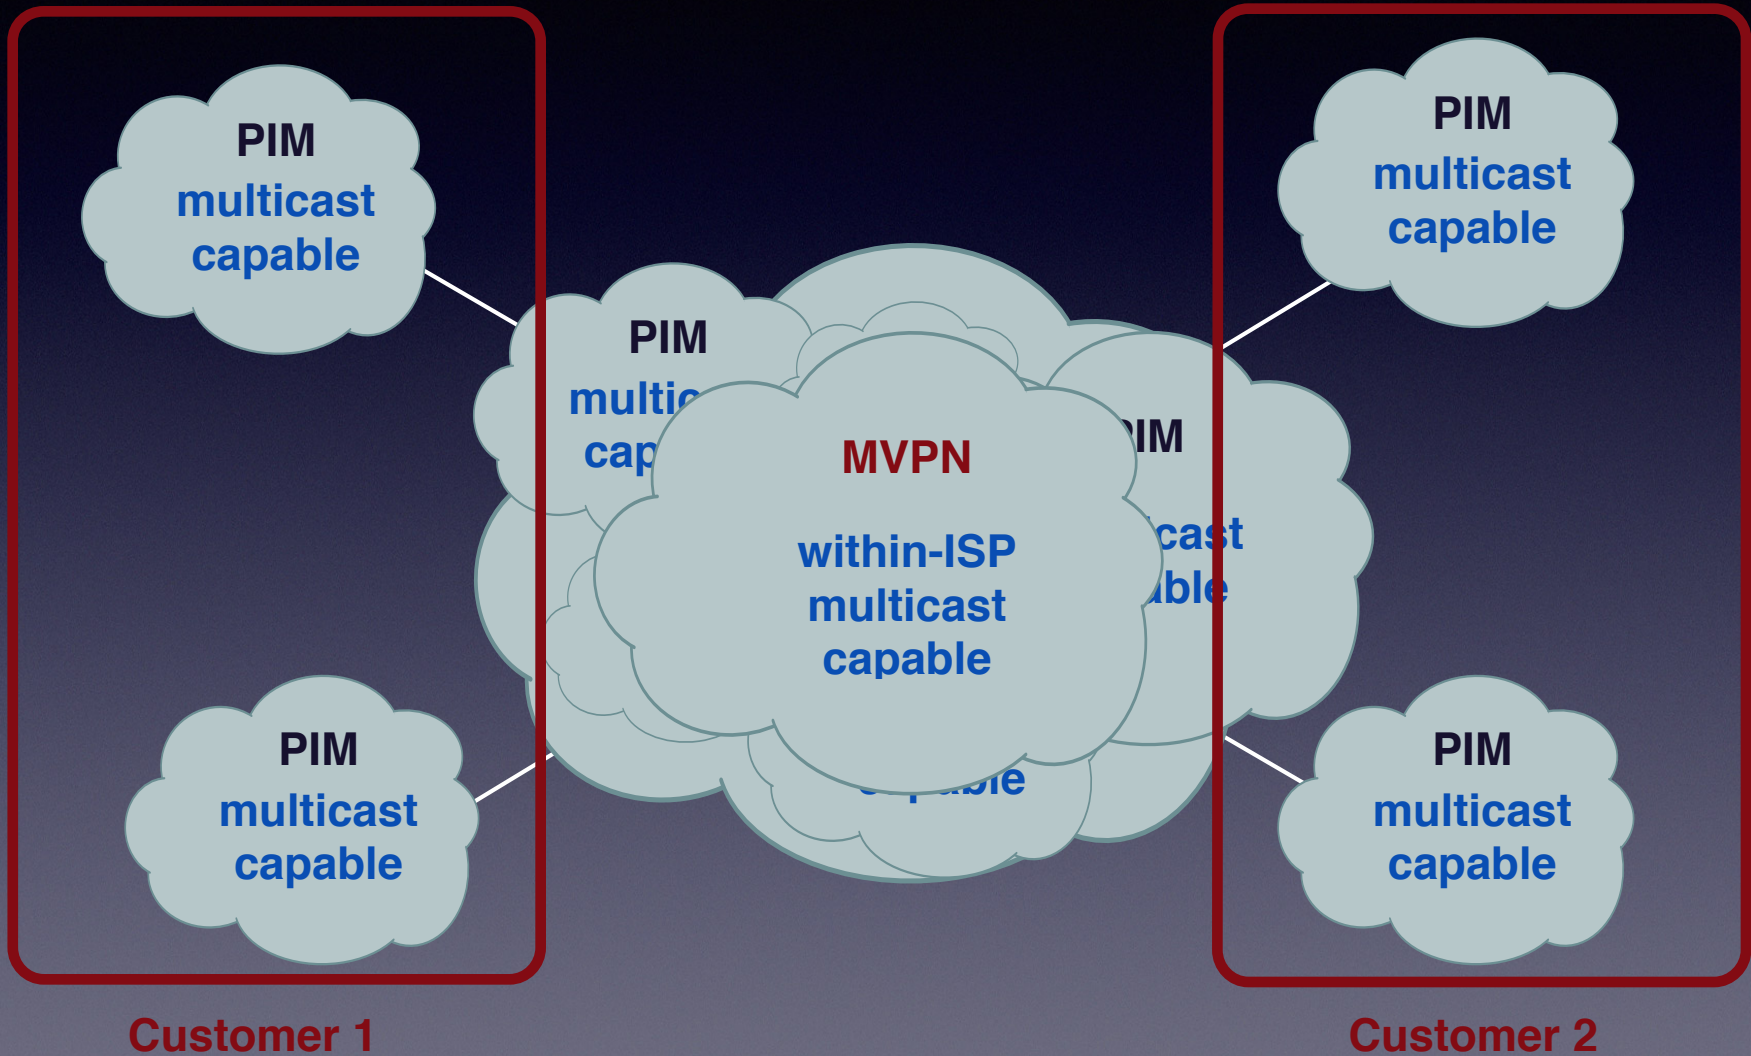 PIM
multicast
capable
PIM
multicast
capable
PIM
MVPN
within-ISP
multicast
capable
PIM
multicast
capable
PIM
multicast
capable
Customer 1
Customer 2